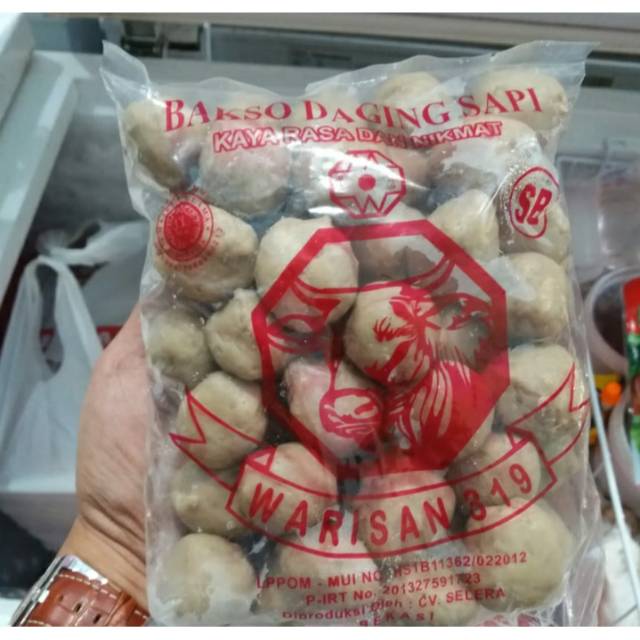 BAKSO DAGING SAPI
KAYA RASA DAN NIKMAT
W
SB
WARISAN 319
LPPOM - MUI NO. HS1B11362/022012
P-IRT No. 201327591723
Diproduksi Oleh : CV. SELERA
BEKASI